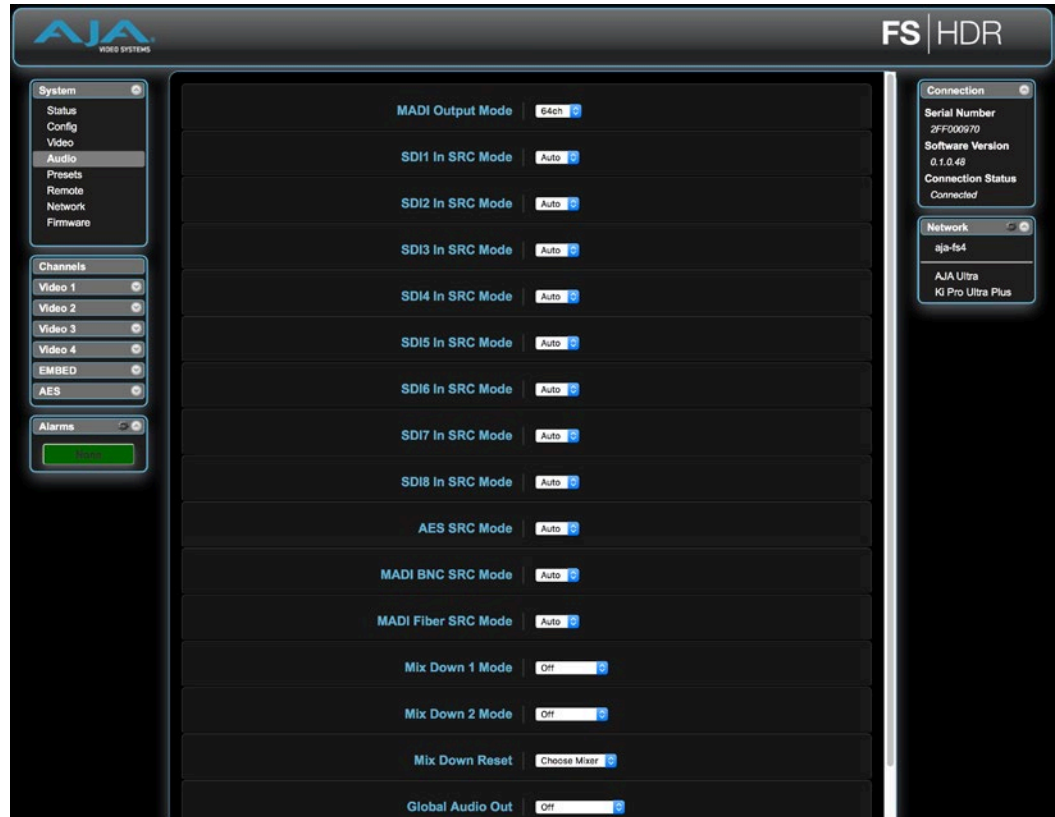 AJA
VIDEO SYSTEMS
FS|HDR
System
Status
Config
Video
Audio
Presets
Remote
Network
Firmware
Channels
Video 1
Video 2
Video 3
Video 4
EMBED
AES
Alarms
None
MADI Output Mode 64ch
SDI1 In SRC Mode Auto
SDI2 In SRC Mode Auto
SDI3 In SRC Mode Auto
SDI4 In SRC Mode Auto
SDI5 In SRC Mode Auto
SDI6 In SRC Mode Auto
SDI7 In SRC Mode Auto
SDI8 In SRC Mode Auto
AES SRC Mode Auto
MADI BNC SRC Mode Auto
MADI Fiber SRC Mode Auto
Mix Down 1 Mode Off
Mix Down 2 Mode Off
Mix Down Reset Choose Mixer
Global Audio Out Off
Connection
Serial Number
2FF000970
Software Version
0.1.0.48
Connection Status
Connected
Network
aja-fs4
AJA Ultra
Ki Pro Ultra Plus